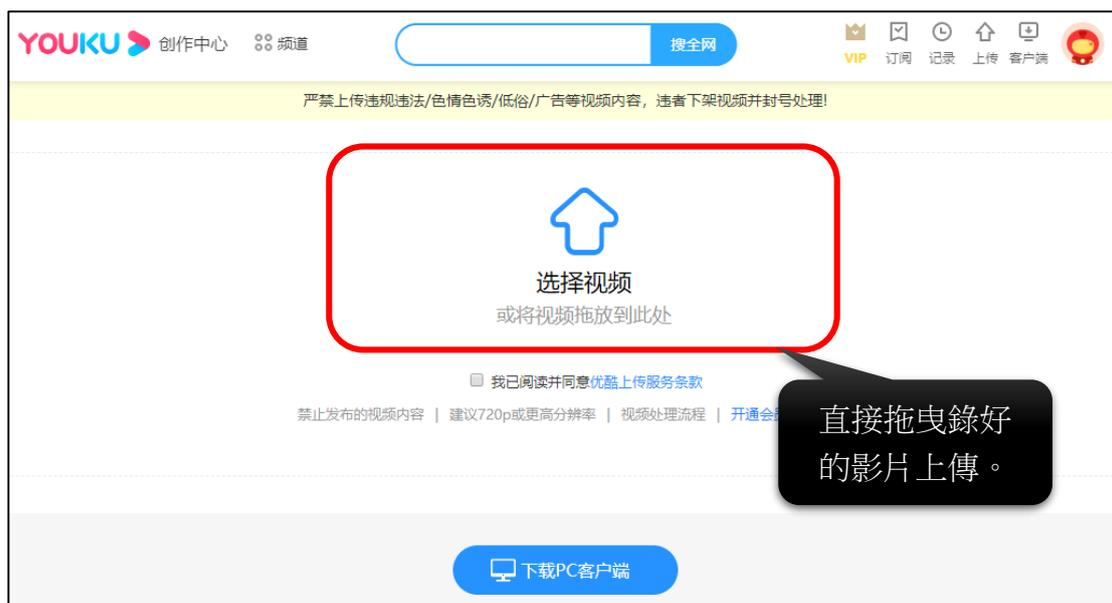 YOUKU 创作中心 频道 搜全网 VIP 订阅 记录 上传 客户端
严禁上传违规违法/色情色诱/低俗/广告等视频内容，违者下架视频并封号处理!
选择视频
或将视频拖放到此处
我已阅读并同意优酷上传服务条款
禁止发布的视频内容 | 建议720p或更高分辨率 | 视频处理流程 | 开通会
直接拖曳錄好
的影片上傳。
下载PC客户端